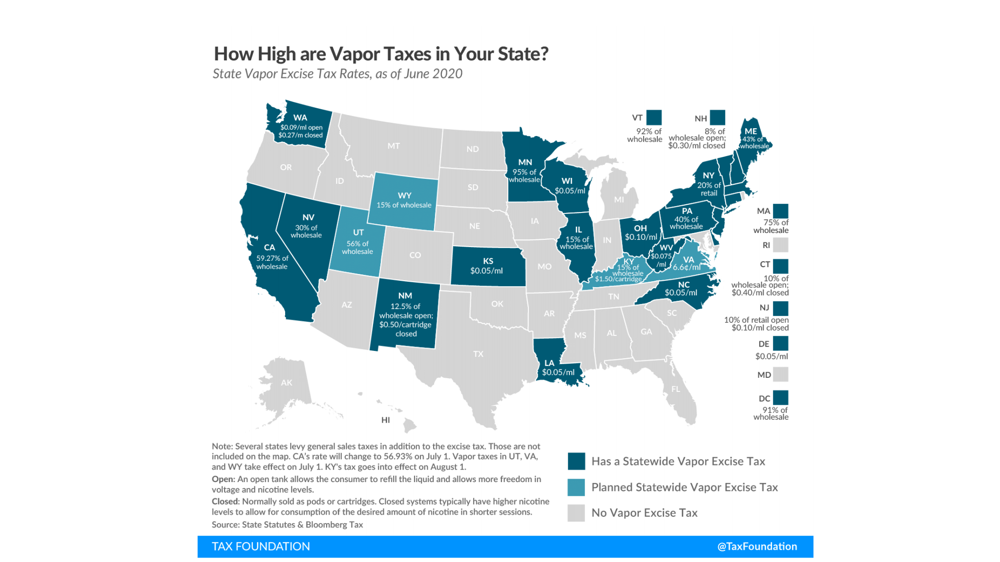 How High are Vapor Taxes in Your State?
State Vapor Excise Tax Rates, as of June 2020
WA
$0.09/ml open
$0.27/m closed
OR
ID
MT
ND
SD
WY
15% of wholesale
NE
MN
95% of
wholesale
WI
$0.05/ml
IA
MI
VT
92% of
wholesale
NH
8% of
wholesale open;
$0.30/ml closed
ME
43% of
wholesale
NY
20% of
retail
PA
40% of
wholesale
CA
59.27% of
wholesale
NV
30% of
wholesale
UT
56% of
wholesale
CO
KS
$0.05/ml
MO
IL
15% of
wholesale
IN
OH
$0.10/ml
WV
$0.075
/ml
VA
6.6¢/ml
KY
15% of
wholesale
$1.50/cartridge
NC
$0.05/ml
TN
SC
AZ
NM
12.5% of
wholesale open;
$0.50/cartridge
closed
OK
AR
TX
LA
$0.05/ml
MS
AL
GA
FL
AK
HI
MA
75% of
wholesale
RI
CT
10% of
wholesale open;
$0.40/ml closed
NJ
10% of retail open
$0.10/ml closed
DE
$0.05/ml
MD
DC
91% of
wholesale
Note: Several states levy general sales taxes in addition to the excise tax. Those are not
included on the map. CA's rate will change to 56.93% on July 1. Vapor taxes in UT, VA,
and WY take effect on July 1. KY's tax goes into effect on August 1.
Open: An open tank allows the consumer to refill the liquid and allows more freedom in
voltage and nicotine levels.
Closed: Normally sold as pods or cartridges. Closed systems typically have higher nicotine
levels to allow for consumption of the desired amount of nicotine in shorter sessions.
Source: State Statutes & Bloomberg Tax
Has a Statewide Vapor Excise Tax
Planned Statewide Vapor Excise Tax
No Vapor Excise Tax
TAX FOUNDATION
@TaxFoundation